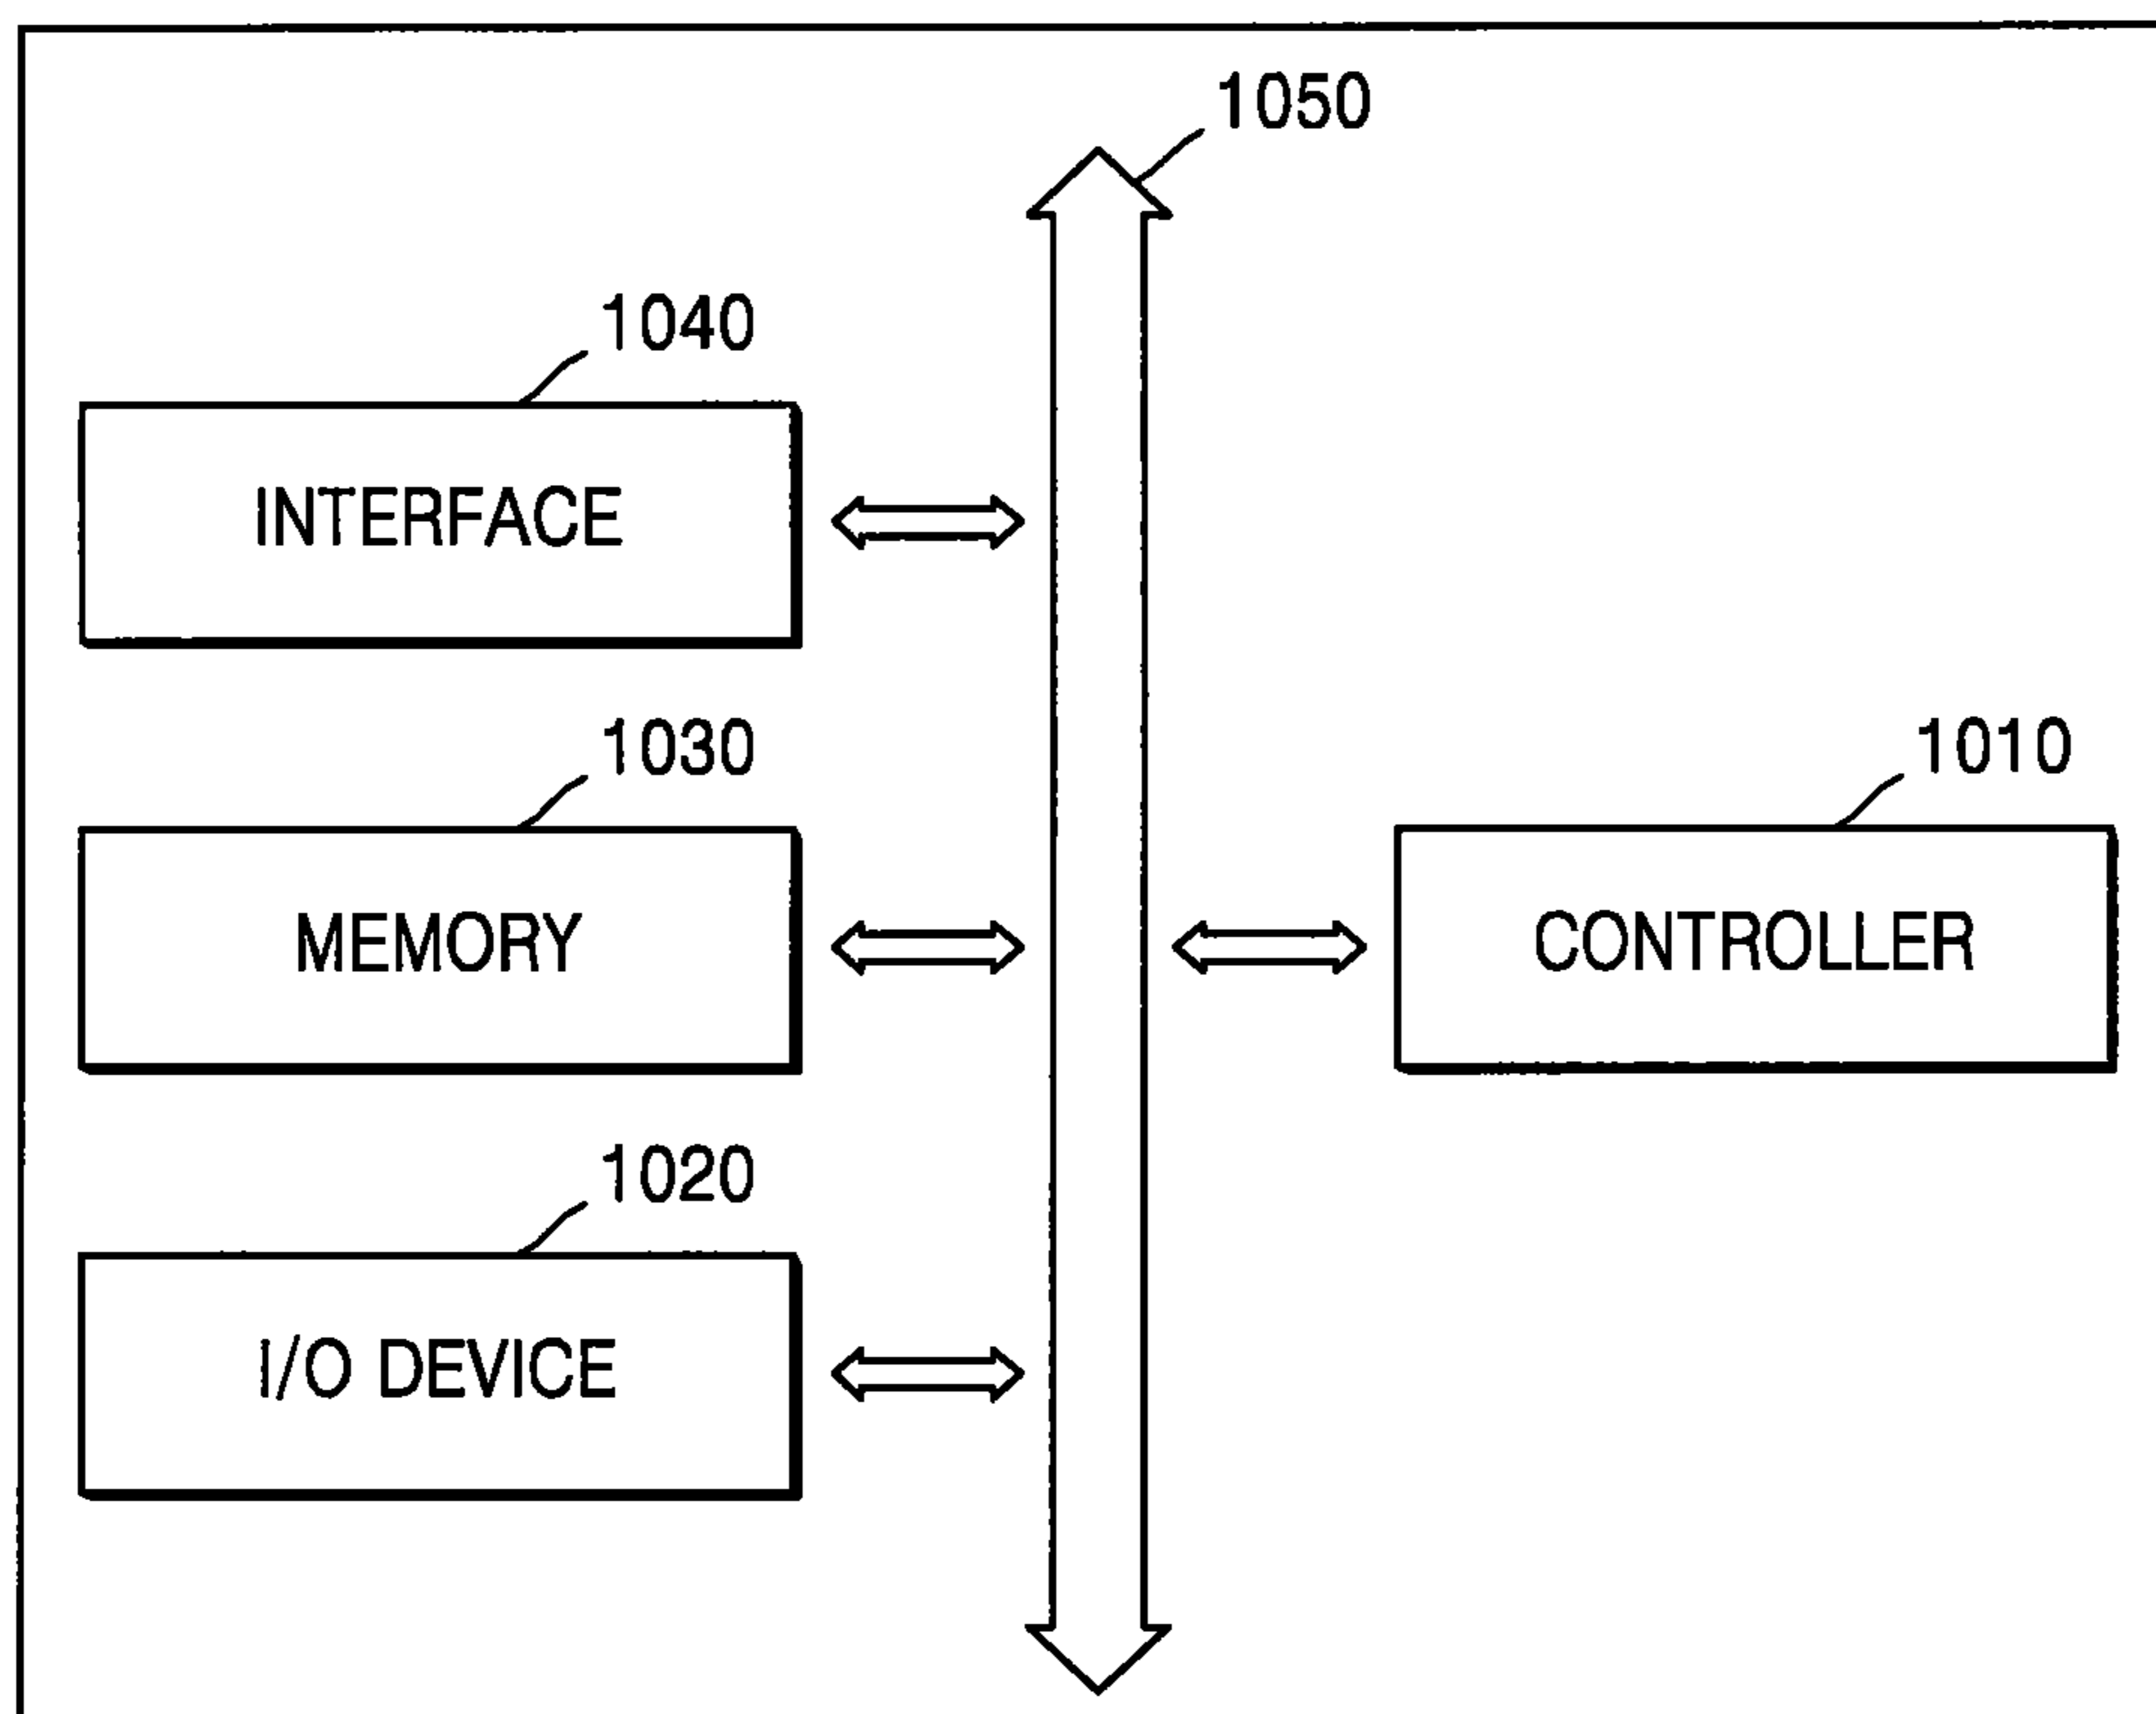 1050
1040
INTERFACE
1030
1010
MEMORY
CONTROLLER
1020
I/O DEVICE